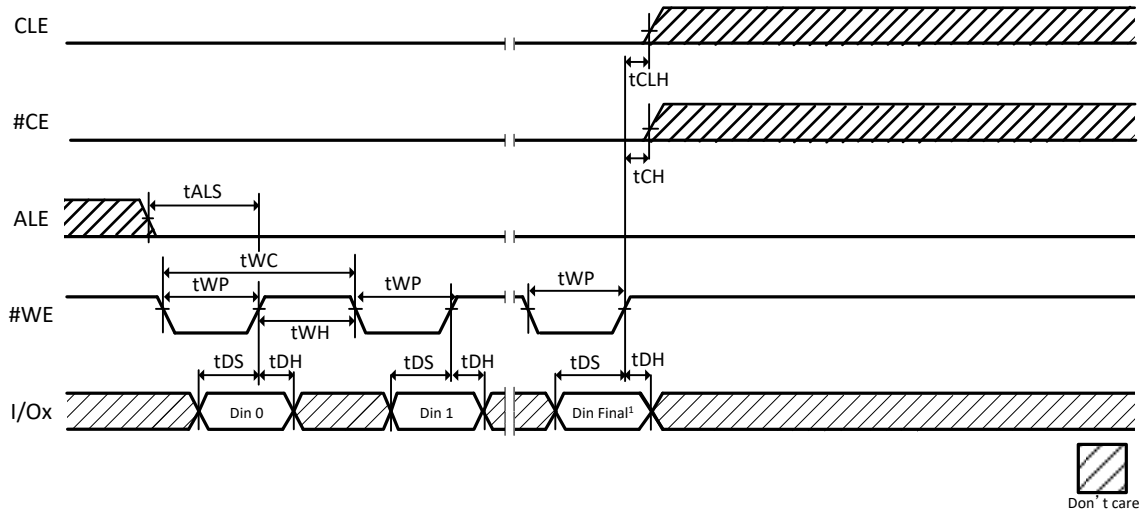 CLE
tCLH
#CE
tCH
tALS
ALE
tWC
tWP tWP tWP
#WE
tWH
tDS tDH tDS tDH tDS tDH
I/Ox Din 0 Din 1 Din Final¹
Don't care